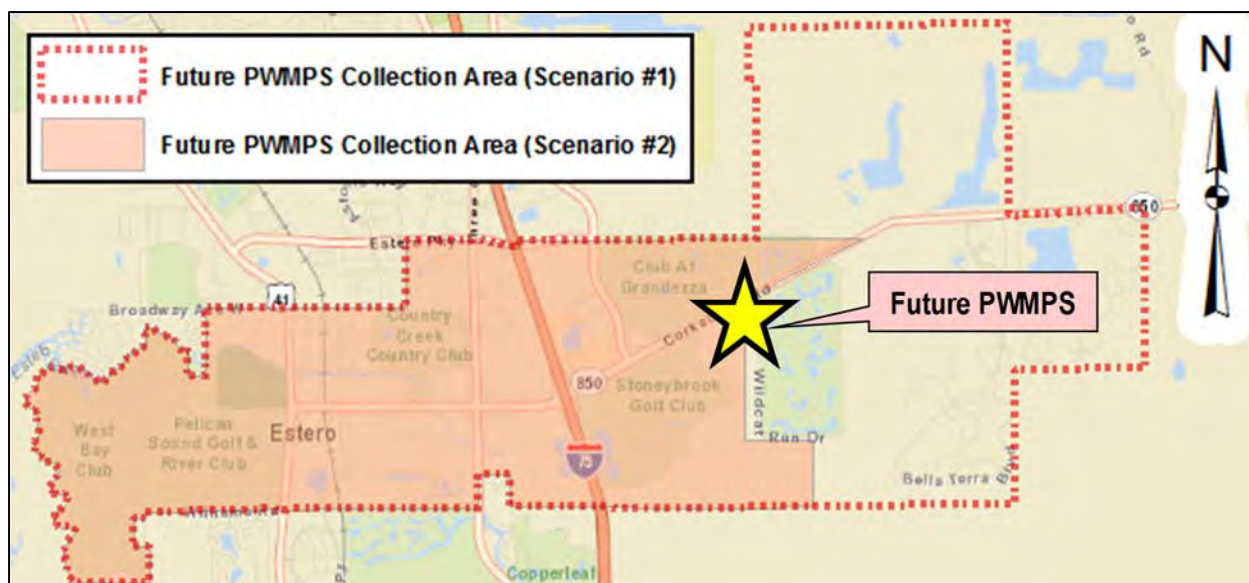 Future PWMPS Collection Area (Scenario #1)
Future PWMPS Collection Area (Scenario #2)
N
Estero Pky
850
Club At
Grandezza
Future PWMPS
41
Broadway Ave W
Country
Creek
Country Club
850
Stoneybrook
Golf Club
Wildcat
Run Dr
West
Bay
Club
Pelican
Sound Golf &
River Club
Estero
75
Bella Terra Blvd
Copperleaf